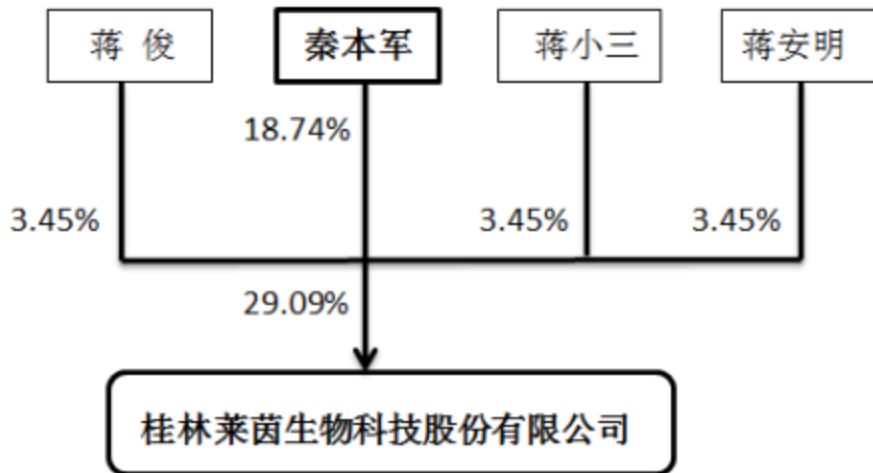 蒋 俊
秦本军
蒋小三
蒋安明
18.74%
3.45%
3.45%
3.45%
29.09%
桂林莱茵生物科技股份有限公司